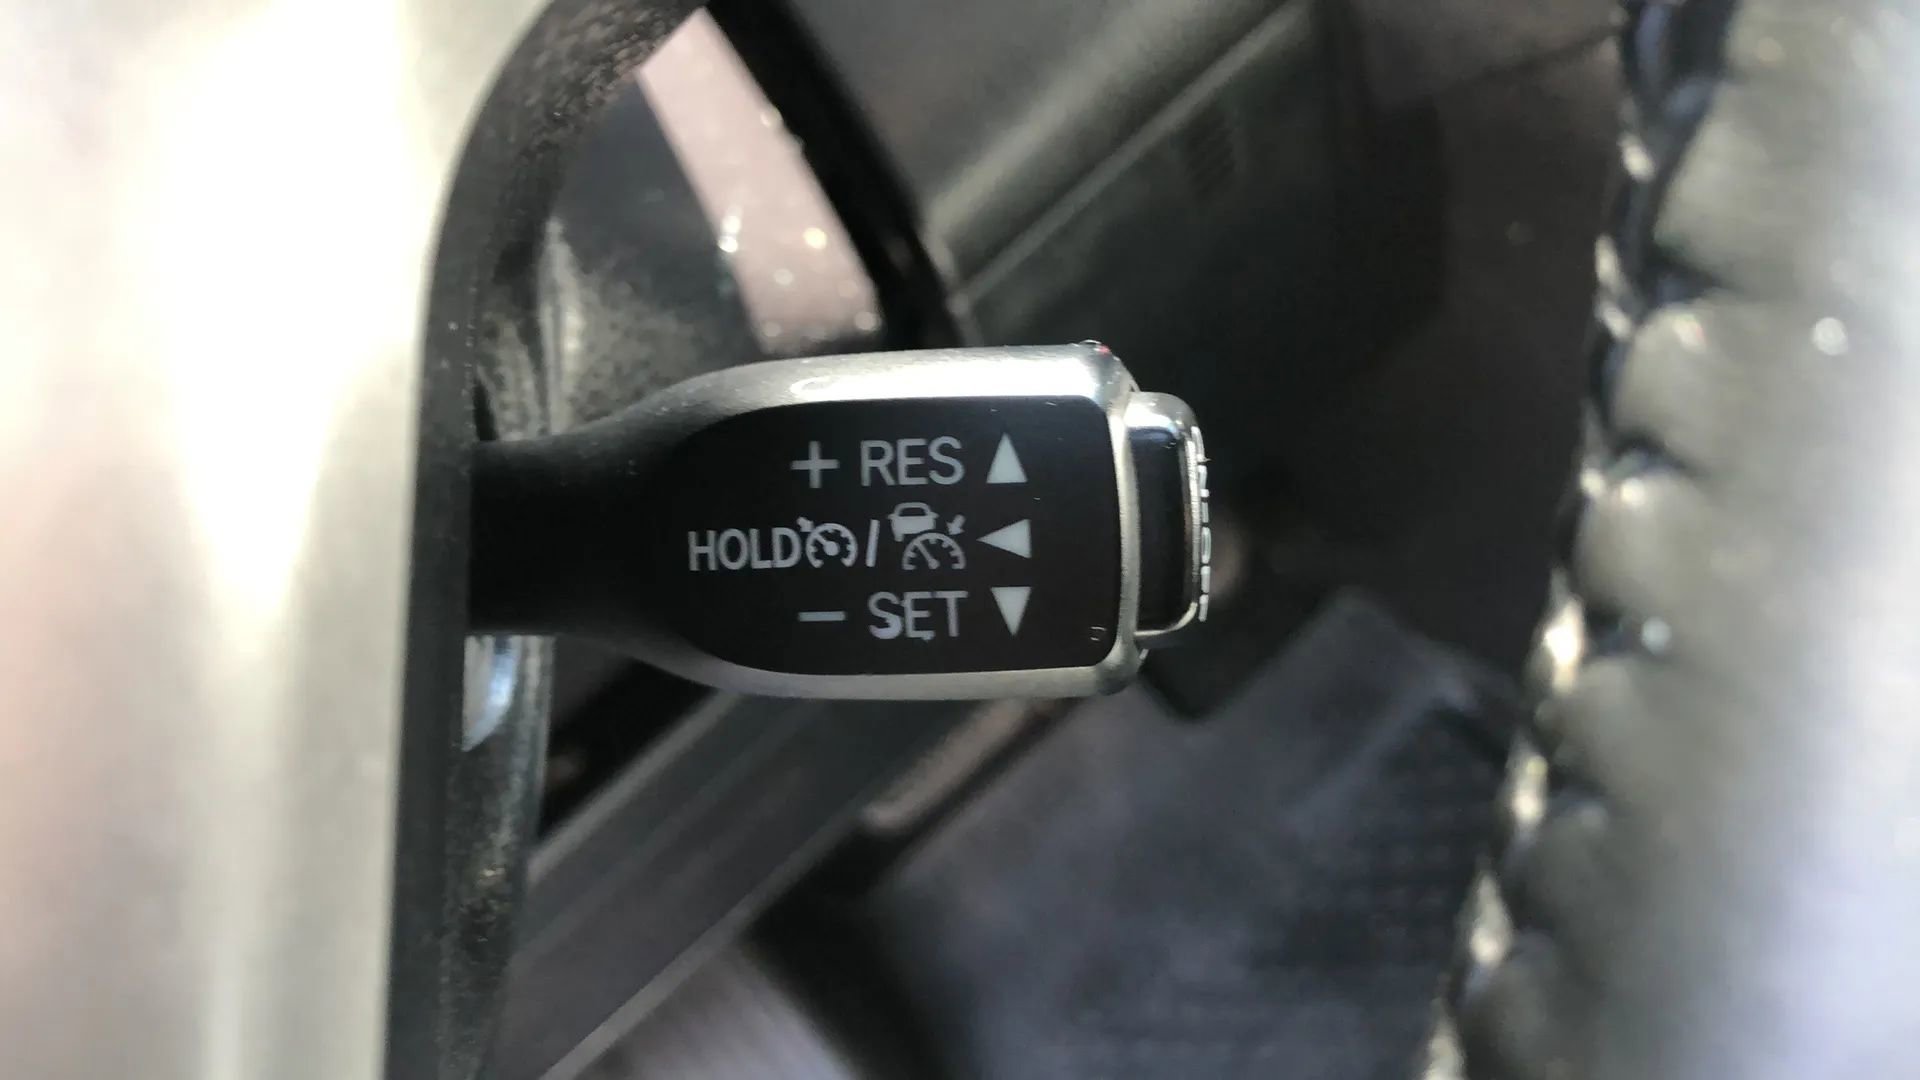 + RES ▲
HOLD / ◀
− SET ▼